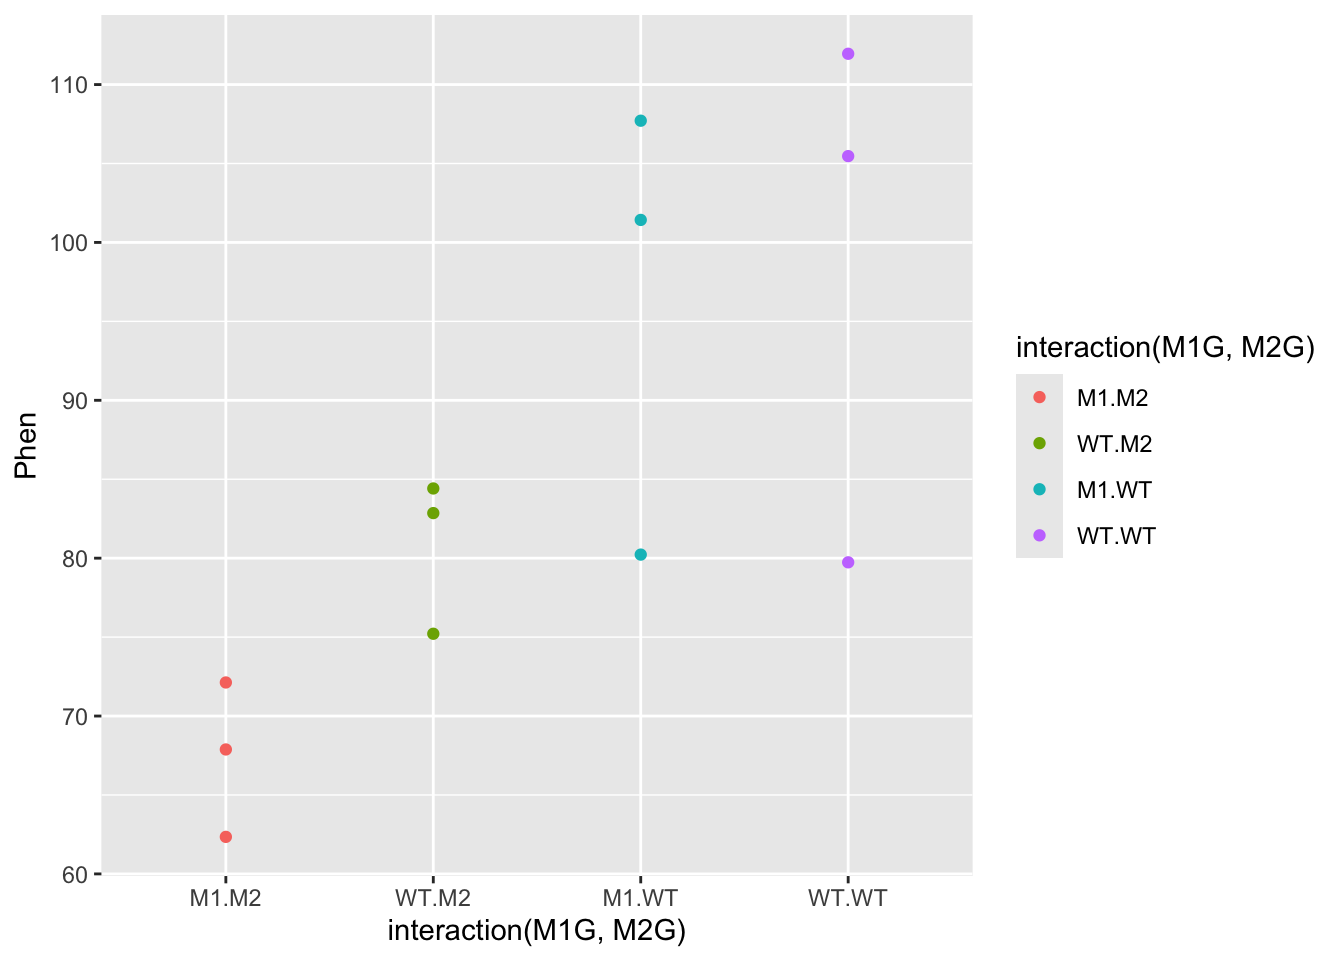 Phen
110
100
90
80
70
60
M1.M2
WT.M2
M1.WT
WT.WT
interaction(M1G, M2G)
interaction(M1G, M2G)
M1.M2
WT.M2
M1.WT
WT.WT